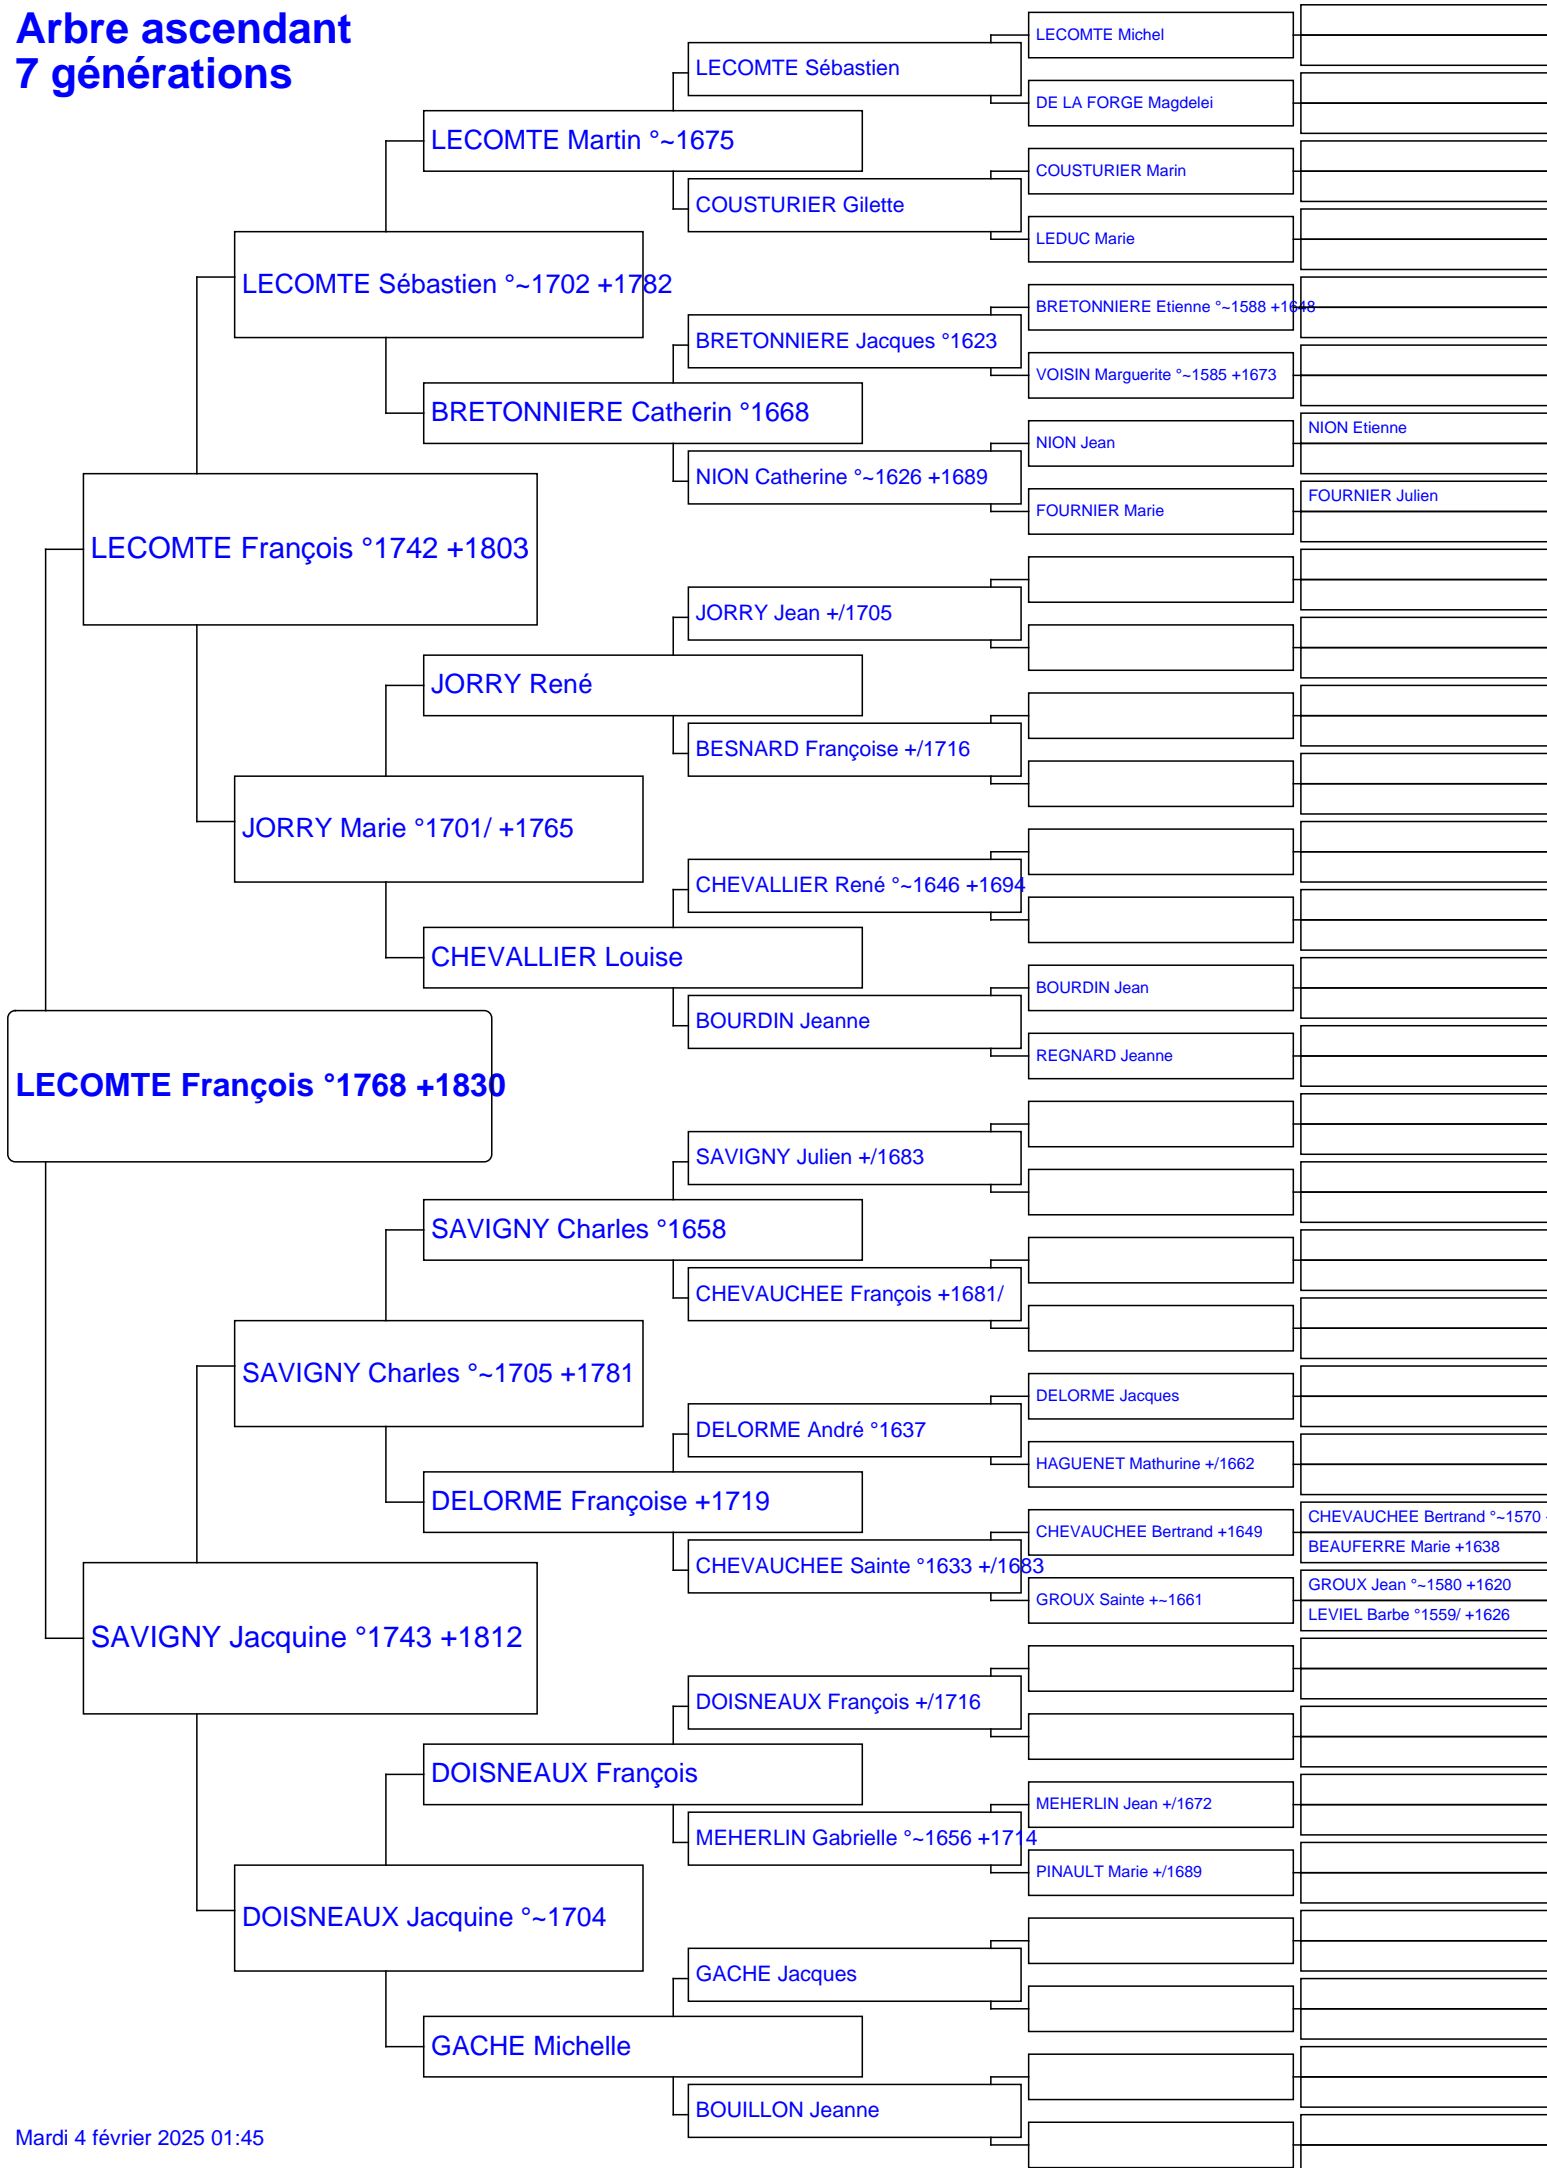 Arbre ascendant
7 générations
LECOMTE Michel
LECOMTE Sébastien
DE LA FORGE Magdelei
LECOMTE Martin °~1675
COUSTURIER Marin
COUSTURIER Gilette
LEDUC Marie
LECOMTE Sébastien °~1702 +1782
BRETONNIERE Etienne °~1588 +1648
BRETONNIERE Jacques °1623
VOISIN Marguerite °~1585 +1673
BRETONNIERE Catherin °1668
NION Etienne
NION Jean
NION Catherine °~1626 +1689
FOURNIER Julien
FOURNIER Marie
LECOMTE François °1742 +1803
JORRY Jean +/1705
JORRY René
BESNARD Françoise +/1716
JORRY Marie °1701/ +1765
CHEVALLIER René °~1646 +1694
CHEVALLIER Louise
BOURDIN Jean
BOURDIN Jeanne
REGNARD Jeanne
LECOMTE François °1768 +1830
SAVIGNY Julien +/1683
SAVIGNY Charles °1658
CHEVAUCHEE François +1681/
SAVIGNY Charles °~1705 +1781
DELORME Jacques
DELORME André °1637
HAGUENET Mathurine +/1662
DELORME Françoise +1719
CHEVAUCHEE Bertrand °~1570
CHEVAUCHEE Bertrand +1649
BEAUFERRE Marie +1638
CHEVAUCHEE Sainte °1633 +/1683
GROUX Jean °~1580 +1620
GROUX Sainte +~1661
LEVIEL Barbe °1559/ +1626
SAVIGNY Jacquine °1743 +1812
DOISNEAUX François +/1716
DOISNEAUX François
MEHERLIN Jean +/1672
MEHERLIN Gabrielle °~1656 +1714
PINAULT Marie +/1689
DOISNEAUX Jacquine °~1704
GACHE Jacques
GACHE Michelle
BOUILLON Jeanne
Mardi 4 février 2025 01:45